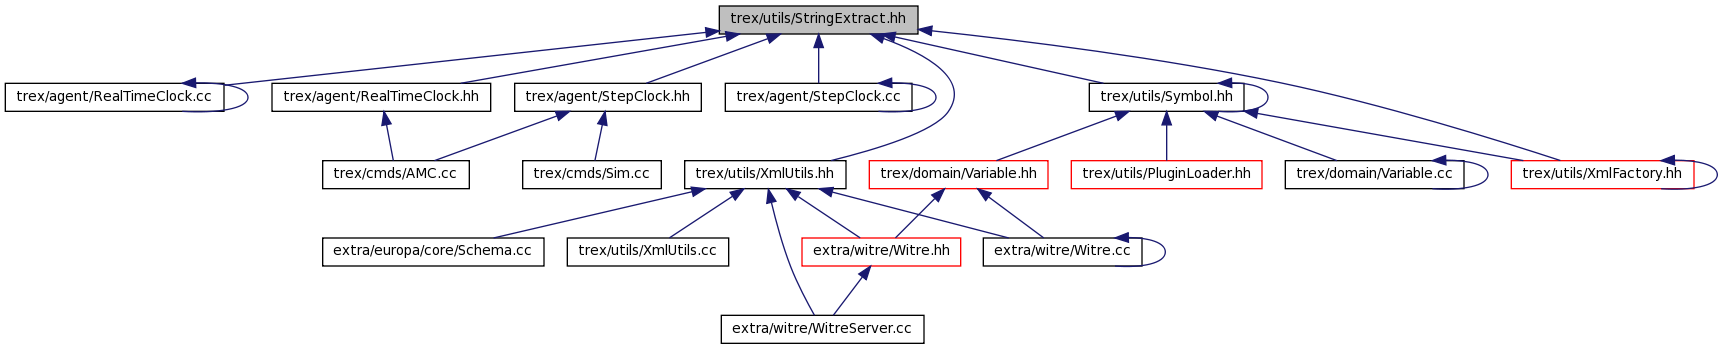 trex/utils/StringExtract.hh
trex/agent/RealTimeClock.cc
trex/agent/RealTimeClock.hh
trex/agent/StepClock.hh
trex/agent/StepClock.cc
trex/utils/Symbol.hh
trex/cmds/AMC.cc
trex/cmds/Sim.cc
trex/utils/XmlUtils.hh
trex/domain/Variable.hh
trex/utils/PluginLoader.hh
trex/domain/Variable.cc
trex/utils/XmlFactory.hh
extra/europa/core/Schema.cc
trex/utils/XmlUtils.cc
extra/witre/Witre.hh
extra/witre/Witre.cc
extra/witre/WitreServer.cc